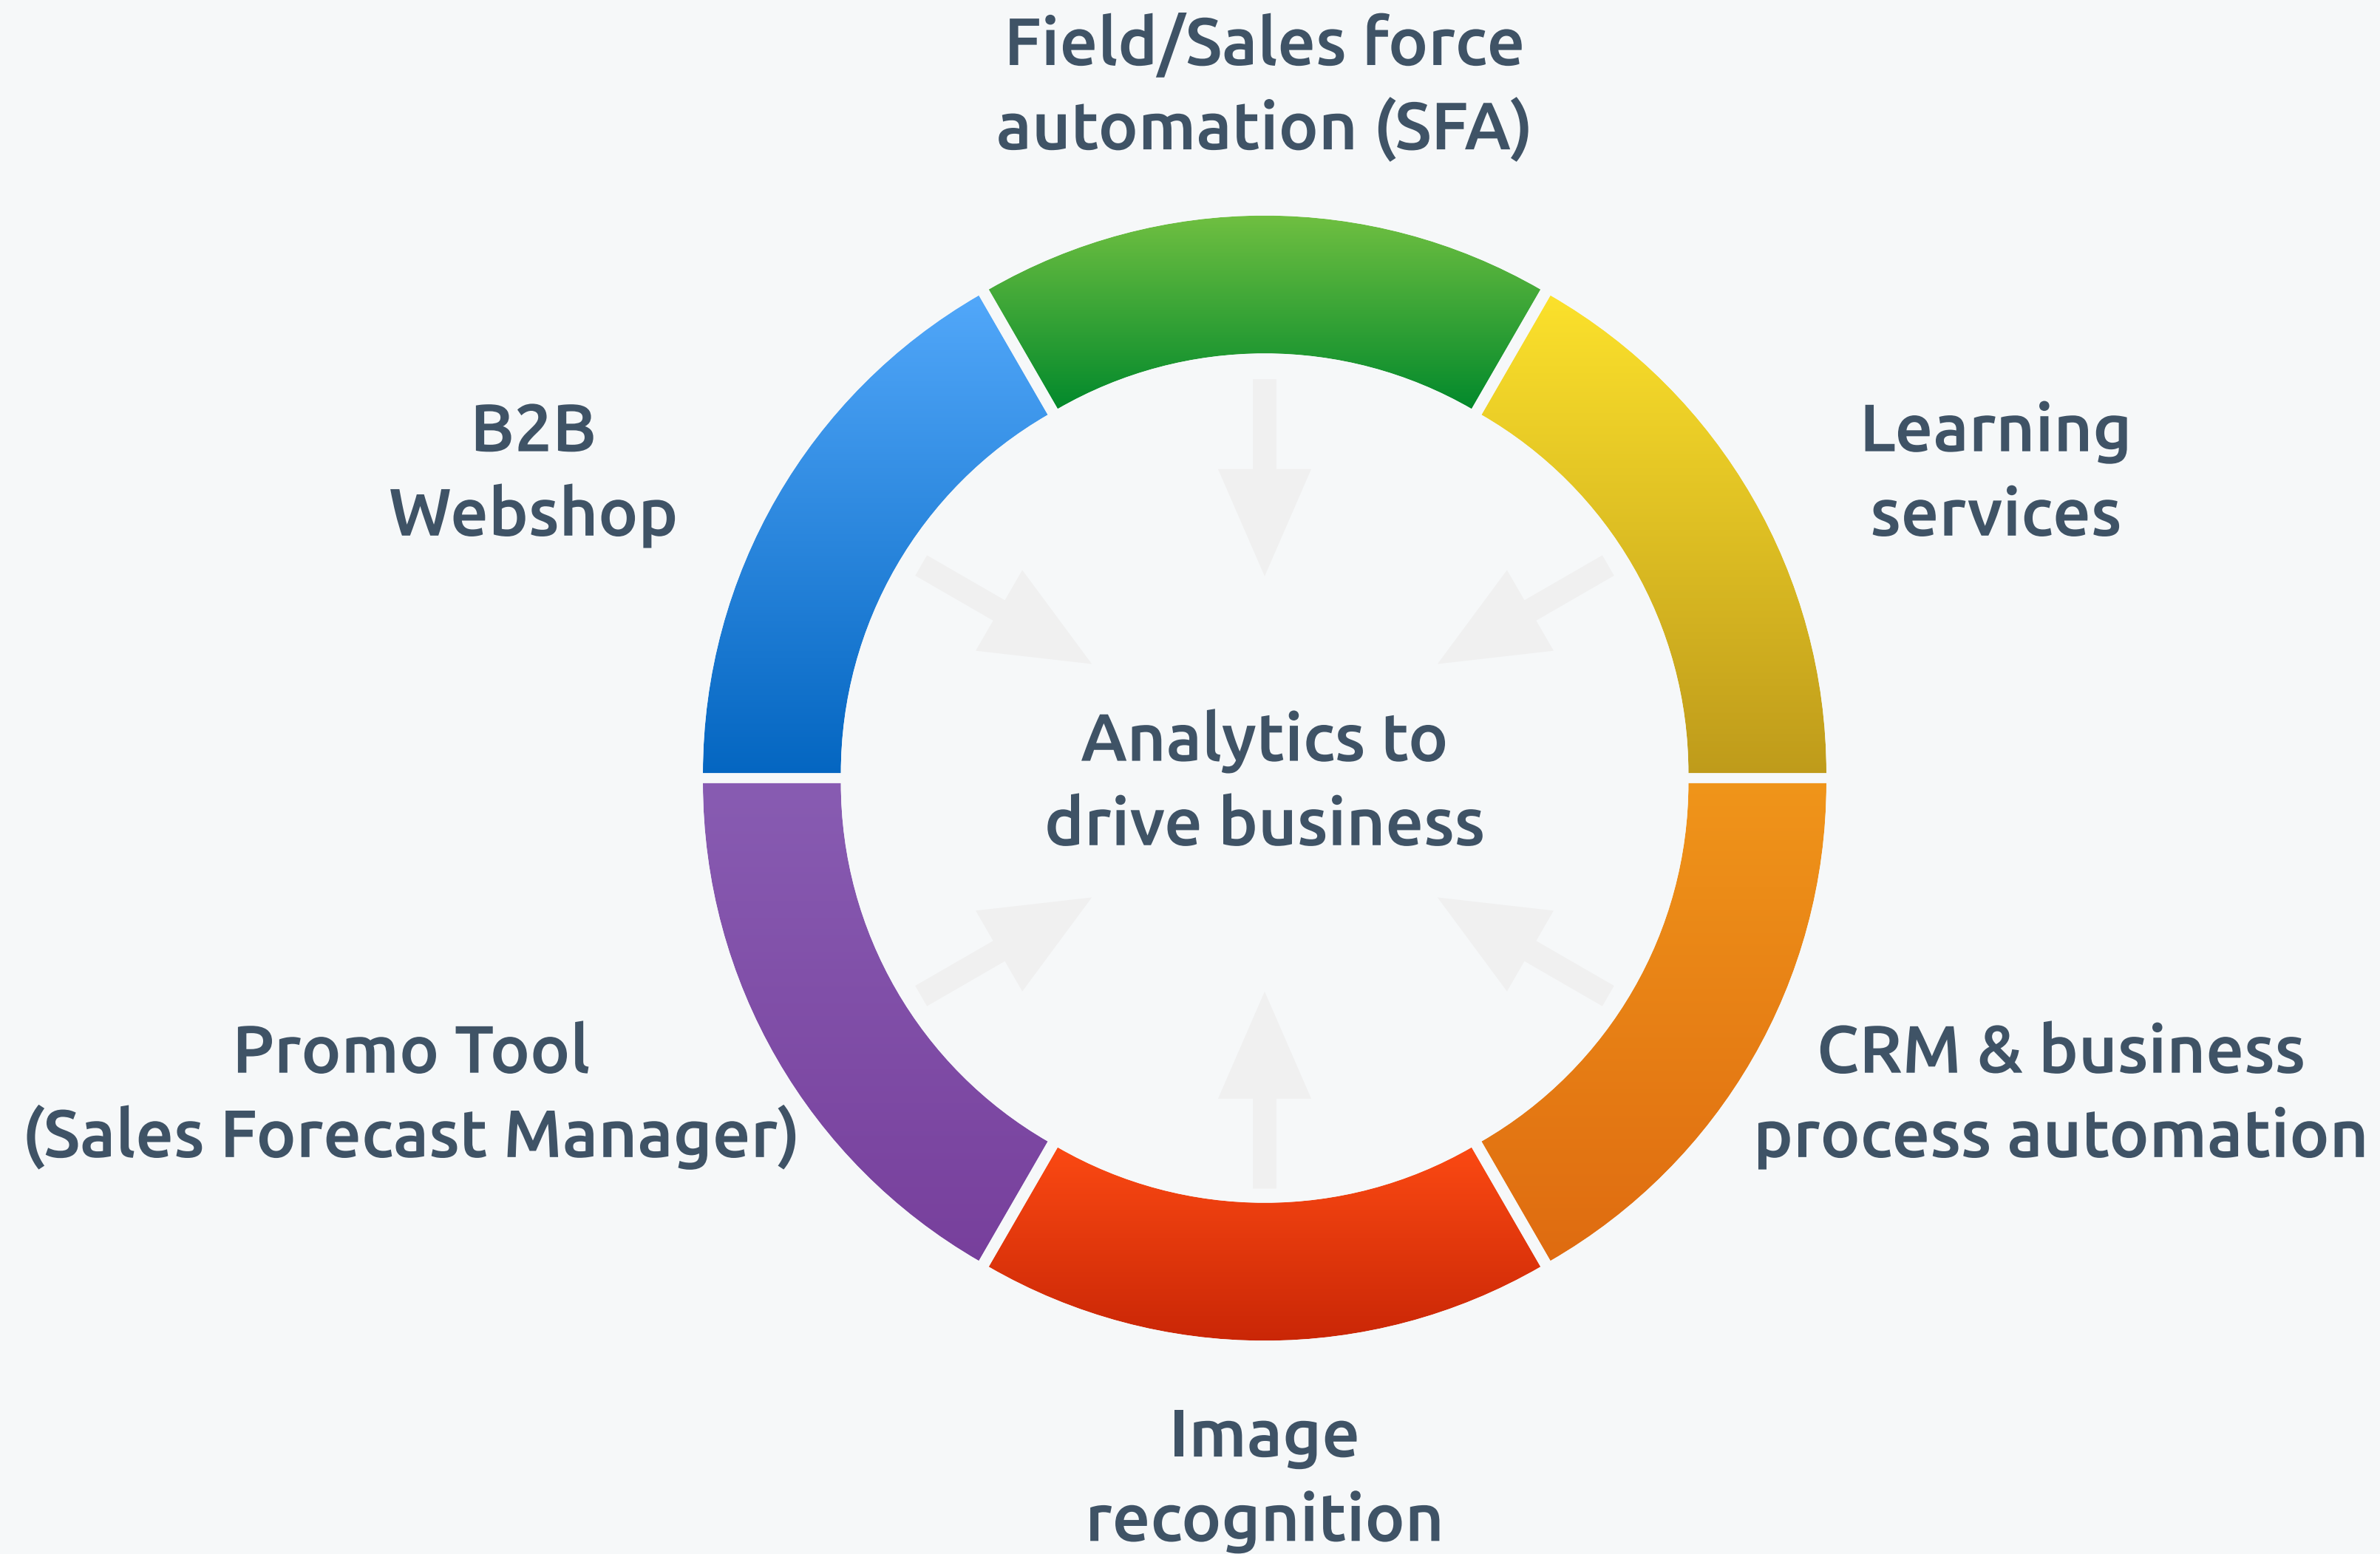 Field/Sales force
automation (SFA)
B2B
Webshop
Learning
services
Analytics to
drive business
Promo Tool
(Sales Forecast Manager)
CRM & business
process automation
Image
recognition